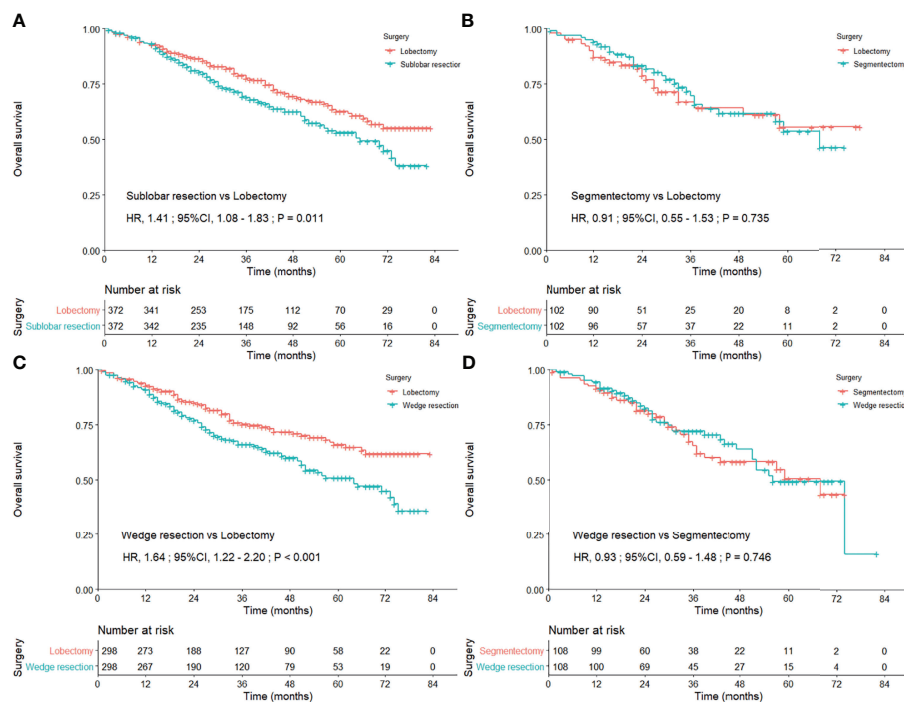 A
B
Surgery
Lobectomy
Sublobar resection
Surgery
Lobectomy
Segmentectomy
Overall survival
1.00
0.75
0.50
0.25
0.00
Sublobar resection vs Lobectomy
HR, 1.41 ; 95%CI, 1.08 - 1.83 ; P = 0.011
0 12 24 36 48 60 72 84
Time (months)
Overall survival
1.00
0.75
0.50
0.25
0.00
Segmentectomy vs Lobectomy
HR, 0.91 ; 95%CI, 0.55 - 1.53 ; P = 0.735
0 12 24 36 48 60 72 84
Time (months)
Number at risk
Surgery
Lobectomy 372 341 253 175 112 70 29 0
Sublobar resection 372 342 235 148 92 56 16 0
0 12 24 36 48 60 72 84
Time (months)
Number at risk
Surgery
Lobectomy 102 90 51 25 20 8 2 0
Segmentectomy 102 96 57 37 22 11 2 0
0 12 24 36 48 60 72 84
Time (months)
C
D
Surgery
Lobectomy
Wedge resection
Surgery
Segmentectomy
Wedge resection
Overall survival
1.00
0.75
0.50
0.25
0.00
Wedge resection vs Lobectomy
HR, 1.64 ; 95%CI, 1.22 - 2.20 ; P < 0.001
0 12 24 36 48 60 72 84
Time (months)
Overall survival
1.00
0.75
0.50
0.25
0.00
Wedge resection vs Segmentectomy
HR, 0.93 ; 95%CI, 0.59 - 1.48 ; P = 0.746
0 12 24 36 48 60 72 84
Time (months)
Number at risk
Surgery
Lobectomy 298 273 188 127 90 58 22 0
Wedge resection 298 267 190 120 79 53 19 0
0 12 24 36 48 60 72 84
Time (months)
Number at risk
Surgery
Segmentectomy 108 99 60 38 22 11 2 0
Wedge resection 108 100 69 45 27 15 4 0
0 12 24 36 48 60 72 84
Time (months)